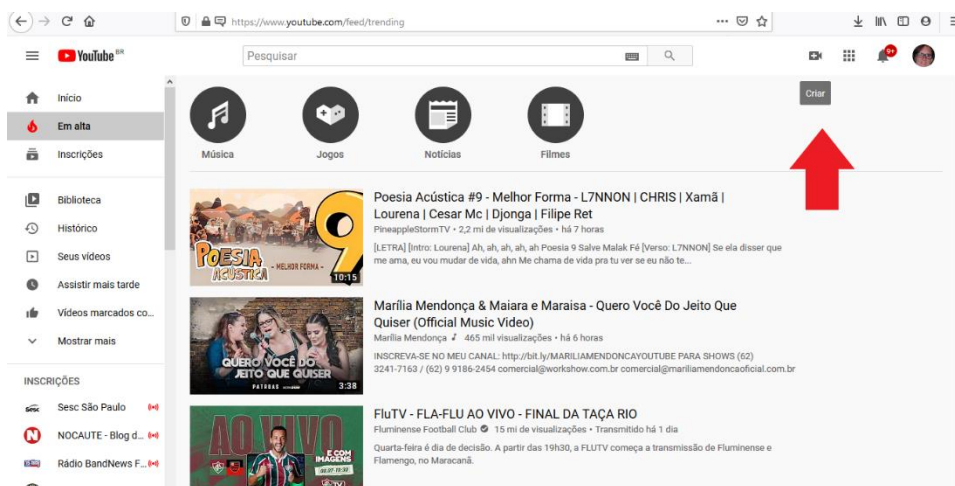 https://www.youtube.com/feed/trending
YouTube BR
Pesquisar
9+
Criar
Início
Em alta
Inscrições
Biblioteca
Histórico
Seus vídeos
Assistir mais tarde
Vídeos marcados co...
Mostrar mais
INSCRIÇÕES
Sesc São Paulo
NOCAUTE - Blog d...
Rádio BandNews F...
Música
Jogos
Notícias
Filmes
POESIA
ACÚSTICA
- MELHOR FORMA -
9
10:15
Poesia Acústica #9 - Melhor Forma - L7NNON | CHRIS | Xamã |
Lourena | Cesar Mc | Djonga | Filipe Ret
PineappleStormTV • 2,2 mi de visualizações • há 7 horas
[LETRA] [Intro: Lourena] Ah, ah, ah, ah, ah Poesia 9 Salve Malak Fé [Verso: L7NNON] Se ela disser que
me ama, eu vou mudar de vida, ahn Me chama de vida pra tu ver se eu não te...
QUERO VOCÊ DO
JEITO QUE QUISER
PATROAS
3:38
Marília Mendonça & Maiara e Maraisa - Quero Você Do Jeito Que
Quiser (Official Music Video)
Marília Mendonça 465 mil visualizações • há 6 horas
INSCREVA-SE NO MEU CANAL: http://bit.ly/MARILIAMENDONCAYOUTUBE PARA SHOWS (62)
3241-7163 / (62) 9 9186-2454 comercial@workshow.com.br comercial@mariliamendoncaoficial.com.br
AO VIVO
E COM
IMAGENS
FluTV - FLA-FLU AO VIVO - FINAL DA TAÇA RIO
Fluminense Football Club 15 mi de visualizações • Transmitido há 1 dia
Quarta-feira é dia de decisão. A partir das 19h30, a FLUTV começa a transmissão de Fluminense e
Flamengo, no Maracanã.